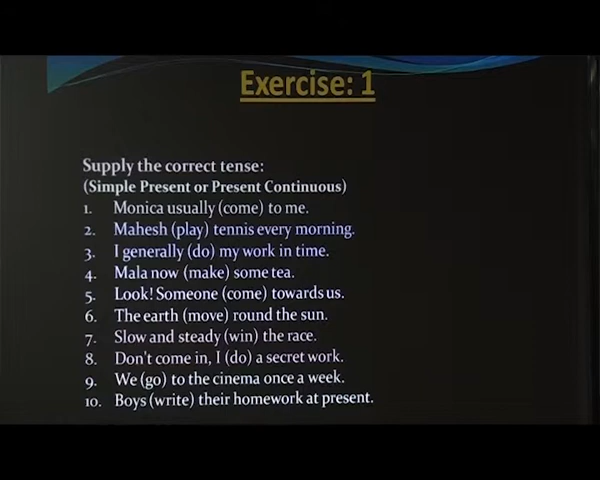 Exercise: 1
Supply the correct tense:
(Simple Present or Present Continuous)
1. Monica usually (come) to me.
2. Mahesh (play) tennis every morning.
3. I generally (do) my work in time.
4. Mala now (make) some tea.
5. Look! Someone (come) towards us.
6. The earth (move) round the sun.
7. Slow and steady (win) the race.
8. Don't come in, I (do) a secret work.
9. We (go) to the cinema once a week.
10. Boys (write) their homework at present.